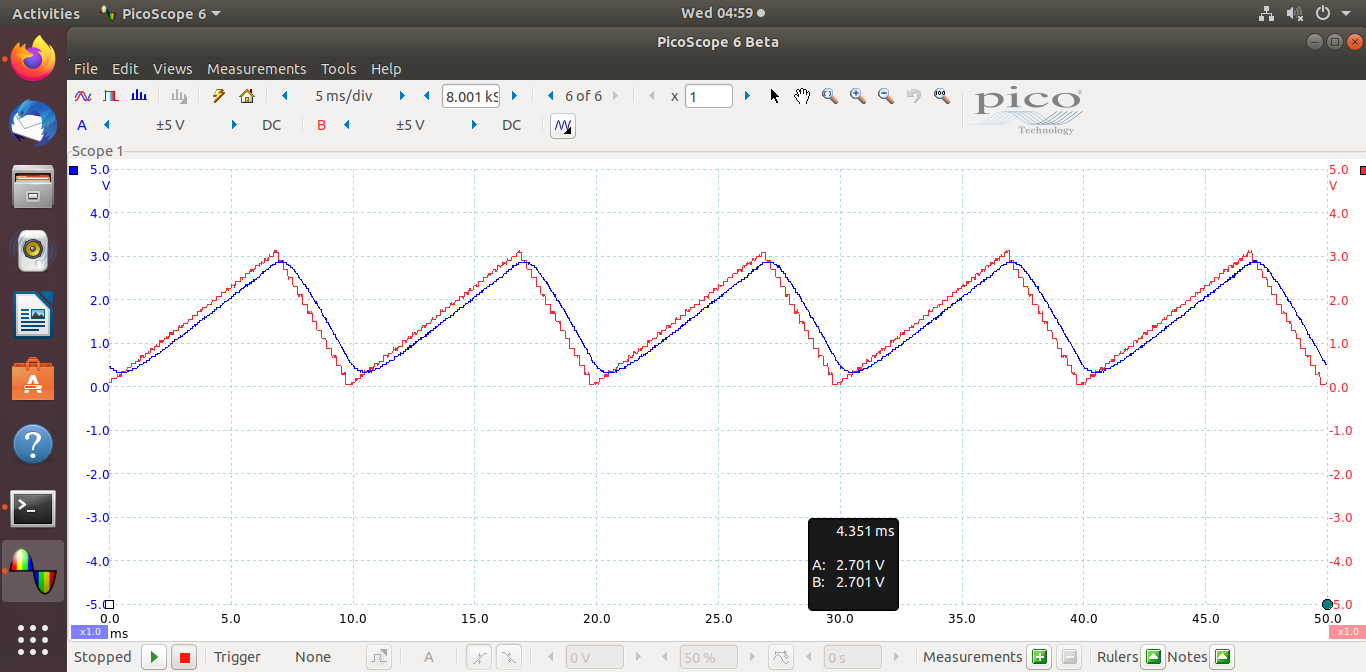 Activities PicoScope 6 Wed 04:59
PicoScope 6 Beta
File Edit Views Measurements Tools Help
5 ms/div 8.001 kS 6 of 6 x 1
pico
Technology
A ±5 V DC B ±5 V DC
Scope 1
5.0 5.0
V V
4.0 4.0
3.0 3.0
2.0 2.0
1.0 1.0
0.0 0.0
-1.0 -1.0
-2.0 -2.0
-3.0 -3.0
4.351 ms
-4.0 -4.0
A: 2.701 V
B: 2.701 V
-5.0 5.0
0.0 5.0 10.0 15.0 20.0 25.0 30.0 35.0 40.0 45.0 50.0
x1.0 ms x1.0
Stopped Trigger None A 0 V 50 % 0 s Measurements Rulers Notes